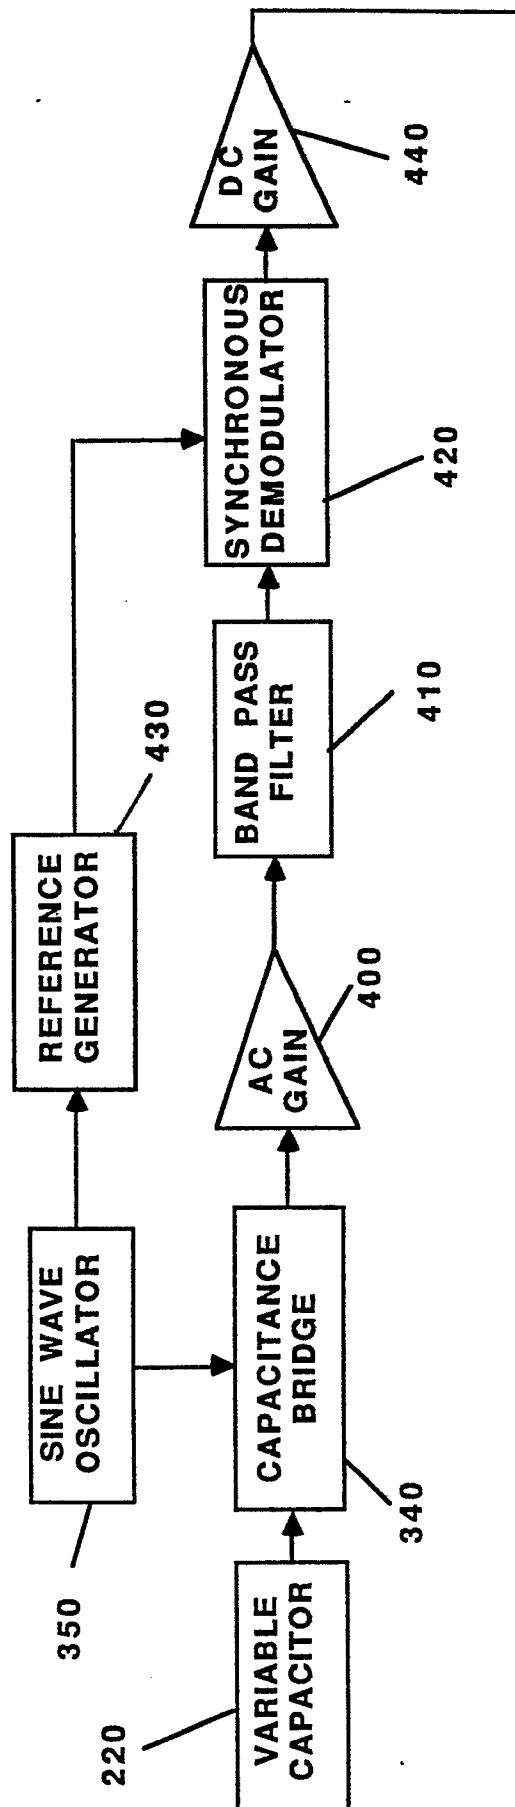 350
SINE WAVE
OSCILLATOR
REFERENCE
GENERATOR
430
220
VARIABLE
CAPACITOR
CAPACITANCE
BRIDGE
340
AC
GAIN
400
BAND PASS
FILTER
410
SYNCHRONOUS
DEMODULATOR
420
DC
GAIN
440